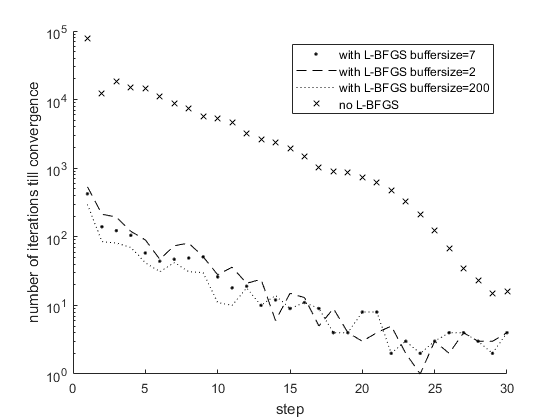 number of iterations till convergence
10^5
10^4
10^3
10^2
10^1
10^0
with L-BFGS buffersize=7
with L-BFGS buffersize=2
with L-BFGS buffersize=200
no L-BFGS
0 5 10 15 20 25 30
step